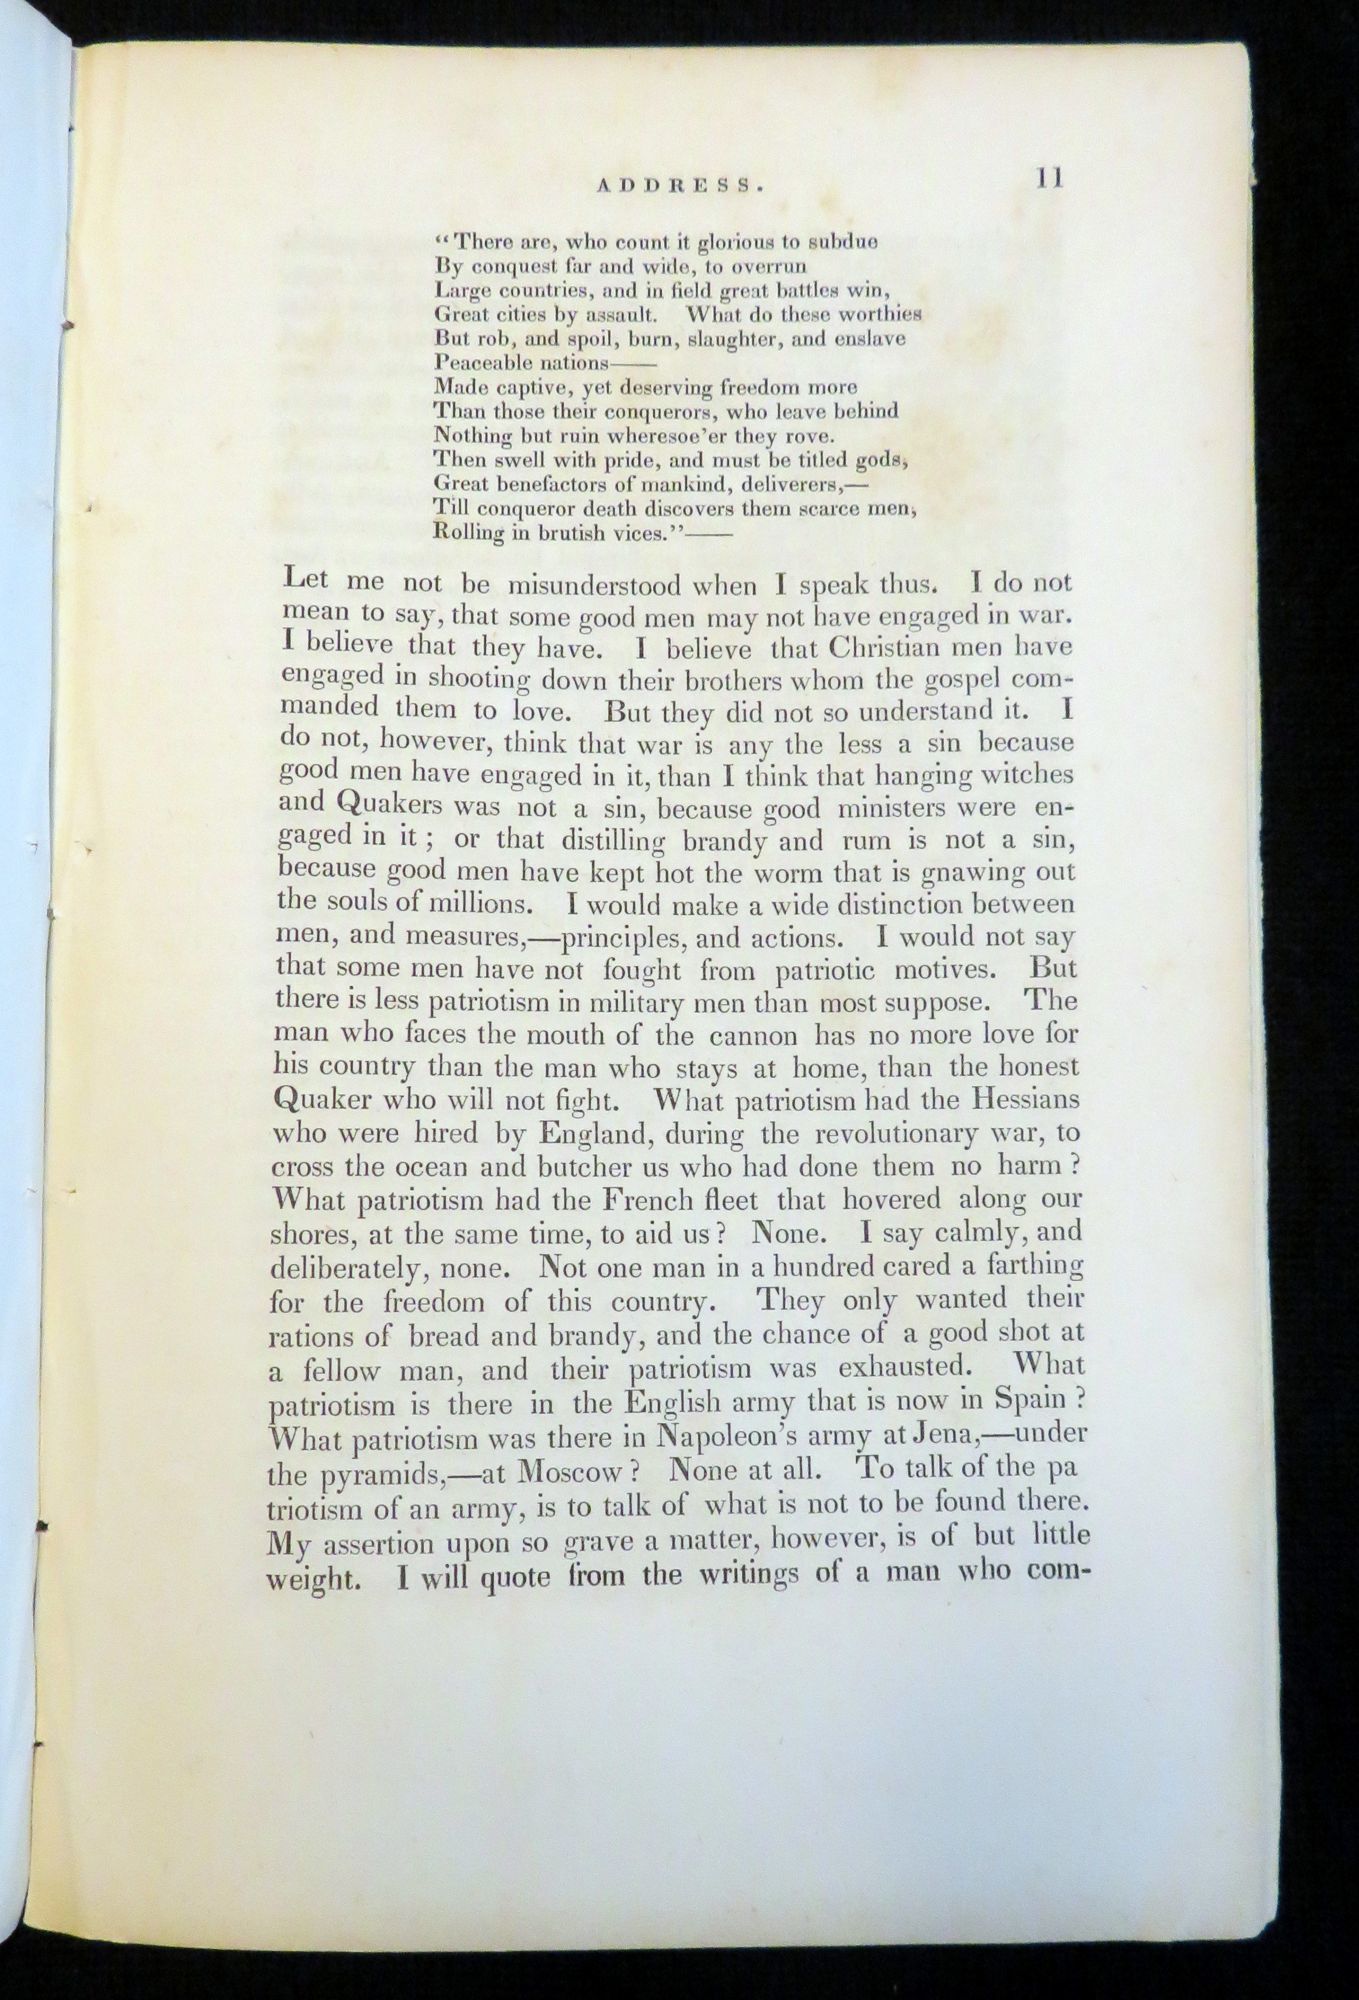 ADDRESS. 11
“There are, who count it glorious to subdue
By conquest far and wide, to overrun
Large countries, and in field great battles win,
Great cities by assault. What do these worthies
But rob, and spoil, burn, slaughter, and enslave
Peaceable nations——
Made captive, yet deserving freedom more
Than those their conquerors, who leave behind
Nothing but ruin wheresoe’er they rove.
Then swell with pride, and must be titled gods,
Great benefactors of mankind, deliverers,—
Till conqueror death discovers them scarce men,
Rolling in brutish vices.”——
Let me not be misunderstood when I speak thus. I do not
mean to say, that some good men may not have engaged in war.
I believe that they have. I believe that Christian men have
engaged in shooting down their brothers whom the gospel com-
manded them to love. But they did not so understand it. I
do not, however, think that war is any the less a sin because
good men have engaged in it, than I think that hanging witches
and Quakers was not a sin, because good ministers were en-
gaged in it ; or that distilling brandy and rum is not a sin,
because good men have kept hot the worm that is gnawing out
the souls of millions. I would make a wide distinction between
men, and measures,—principles, and actions. I would not say
that some men have not fought from patriotic motives. But
there is less patriotism in military men than most suppose. The
man who faces the mouth of the cannon has no more love for
his country than the man who stays at home, than the honest
Quaker who will not fight. What patriotism had the Hessians
who were hired by England, during the revolutionary war, to
cross the ocean and butcher us who had done them no harm ?
What patriotism had the French fleet that hovered along our
shores, at the same time, to aid us ? None. I say calmly, and
deliberately, none. Not one man in a hundred cared a farthing
for the freedom of this country. They only wanted their
rations of bread and brandy, and the chance of a good shot at
a fellow man, and their patriotism was exhausted. What
patriotism is there in the English army that is now in Spain ?
What patriotism was there in Napoleon’s army at Jena,—under
the pyramids,—at Moscow ? None at all. To talk of the pa
triotism of an army, is to talk of what is not to be found there.
My assertion upon so grave a matter, however, is of but little
weight. I will quote from the writings of a man who com-